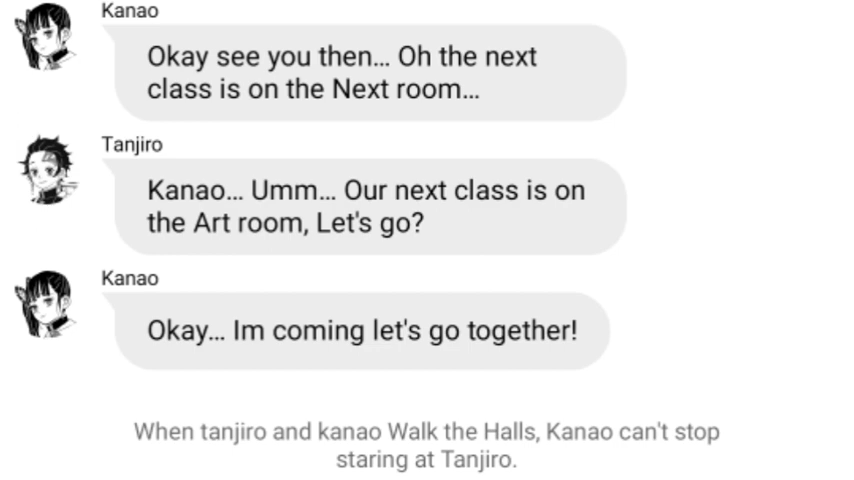 Kanao
Okay see you then... Oh the next
class is on the Next room...
Tanjiro
Kanao... Umm... Our next class is on
the Art room, Let's go?
Kanao
Okay... Im coming let's go together!
When tanjiro and kanao Walk the Halls, Kanao can't stop
staring at Tanjiro.